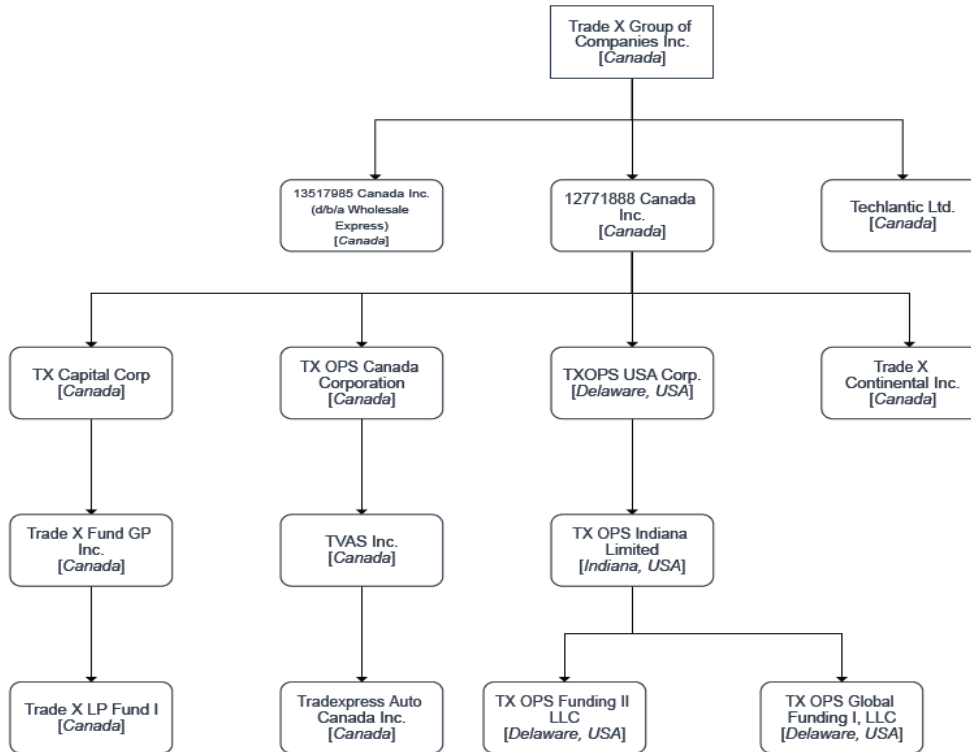 Trade X Group of
Companies Inc.
[Canada]
13517985 Canada Inc.
(d/b/a Wholesale
Express)
[Canada]
12771888 Canada
Inc.
[Canada]
Techlantic Ltd.
[Canada]
TX Capital Corp
[Canada]
TX OPS Canada
Corporation
[Canada]
TXOPS USA Corp.
[Delaware, USA]
Trade X
Continental Inc.
[Canada]
Trade X Fund GP
Inc.
[Canada]
TVAS Inc.
[Canada]
TX OPS Indiana
Limited
[Indiana, USA]
Trade X LP Fund I
[Canada]
Tradexpress Auto
Canada Inc.
[Canada]
TX OPS Funding II
LLC
[Delaware, USA]
TX OPS Global
Funding I, LLC
[Delaware, USA]